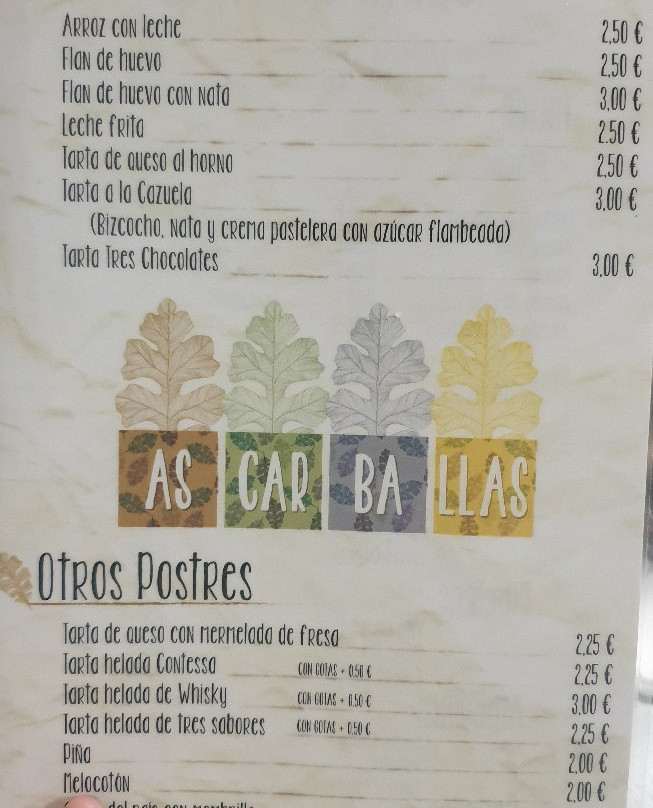 Arroz con leche 2,50 €
Flan de huevo 2,50 €
Flan de huevo con nata 3,00 €
Leche frita 2,50 €
Tarta de queso al horno 2,50 €
Tarta a la Cazuela 3,00 €
(Bizcocho, nata y crema pastelera con azúcar flambeada)
Tarta Tres Chocolates 3,00 €
AS CAR BA LLAS
Otros Postres
Tarta de queso con mermelada de fresa 2,25 €
Tarta helada Contessa CON GOTAS + 0,50 € 2,25 €
Tarta helada de Whisky CON GOTAS + 0,50 € 3,00 €
Tarta helada de tres sabores CON GOTAS + 0,50 € 2,25 €
Piña 2,00 €
Melocotón 2,00 €
del país con membrillo